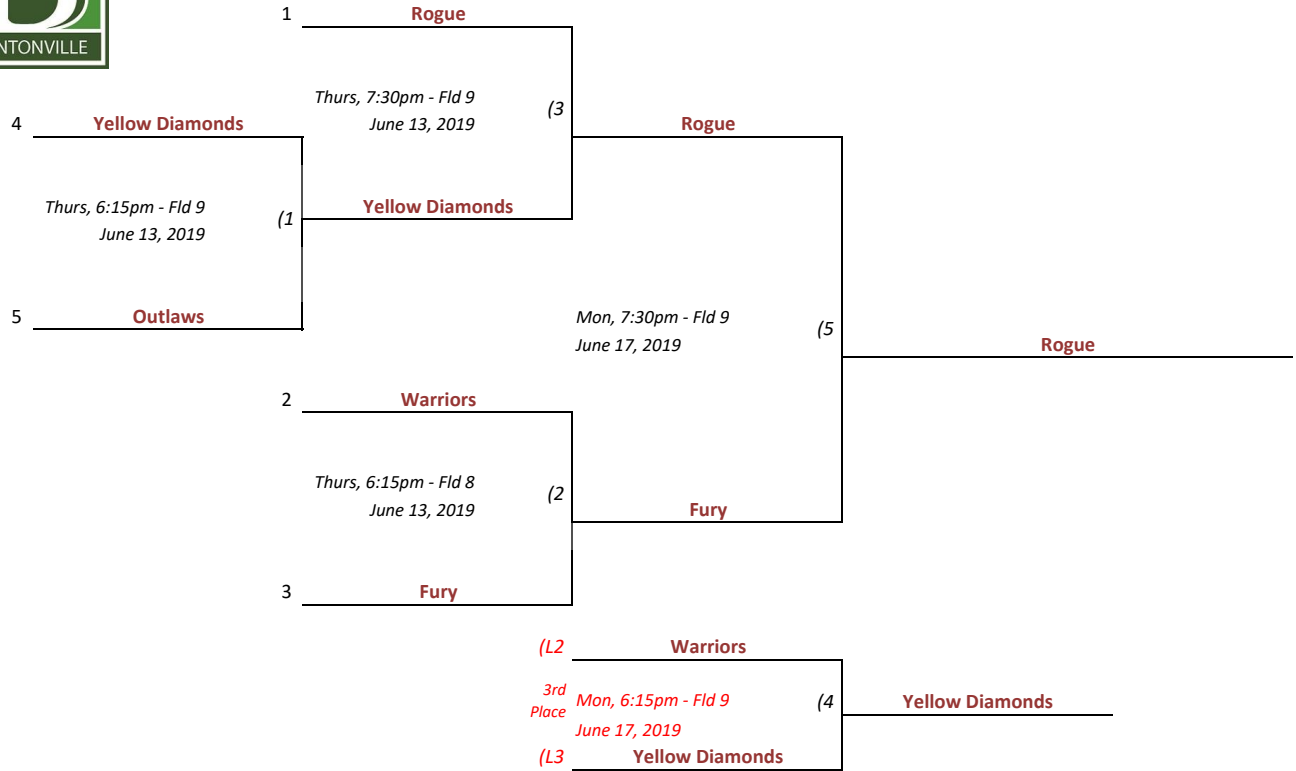 NTONVILLE
1 Rogue
Thurs, 7:30pm - Fld 9
June 13, 2019
(3
4 Yellow Diamonds
Rogue
Thurs, 6:15pm - Fld 9
June 13, 2019
(1
Yellow Diamonds
5 Outlaws
Mon, 7:30pm - Fld 9
June 17, 2019
(5
Rogue
2 Warriors
Thurs, 6:15pm - Fld 8
June 13, 2019
(2
Fury
3 Fury
(L2 Warriors
3rd
Place
Mon, 6:15pm - Fld 9
June 17, 2019
(4
Yellow Diamonds
(L3 Yellow Diamonds